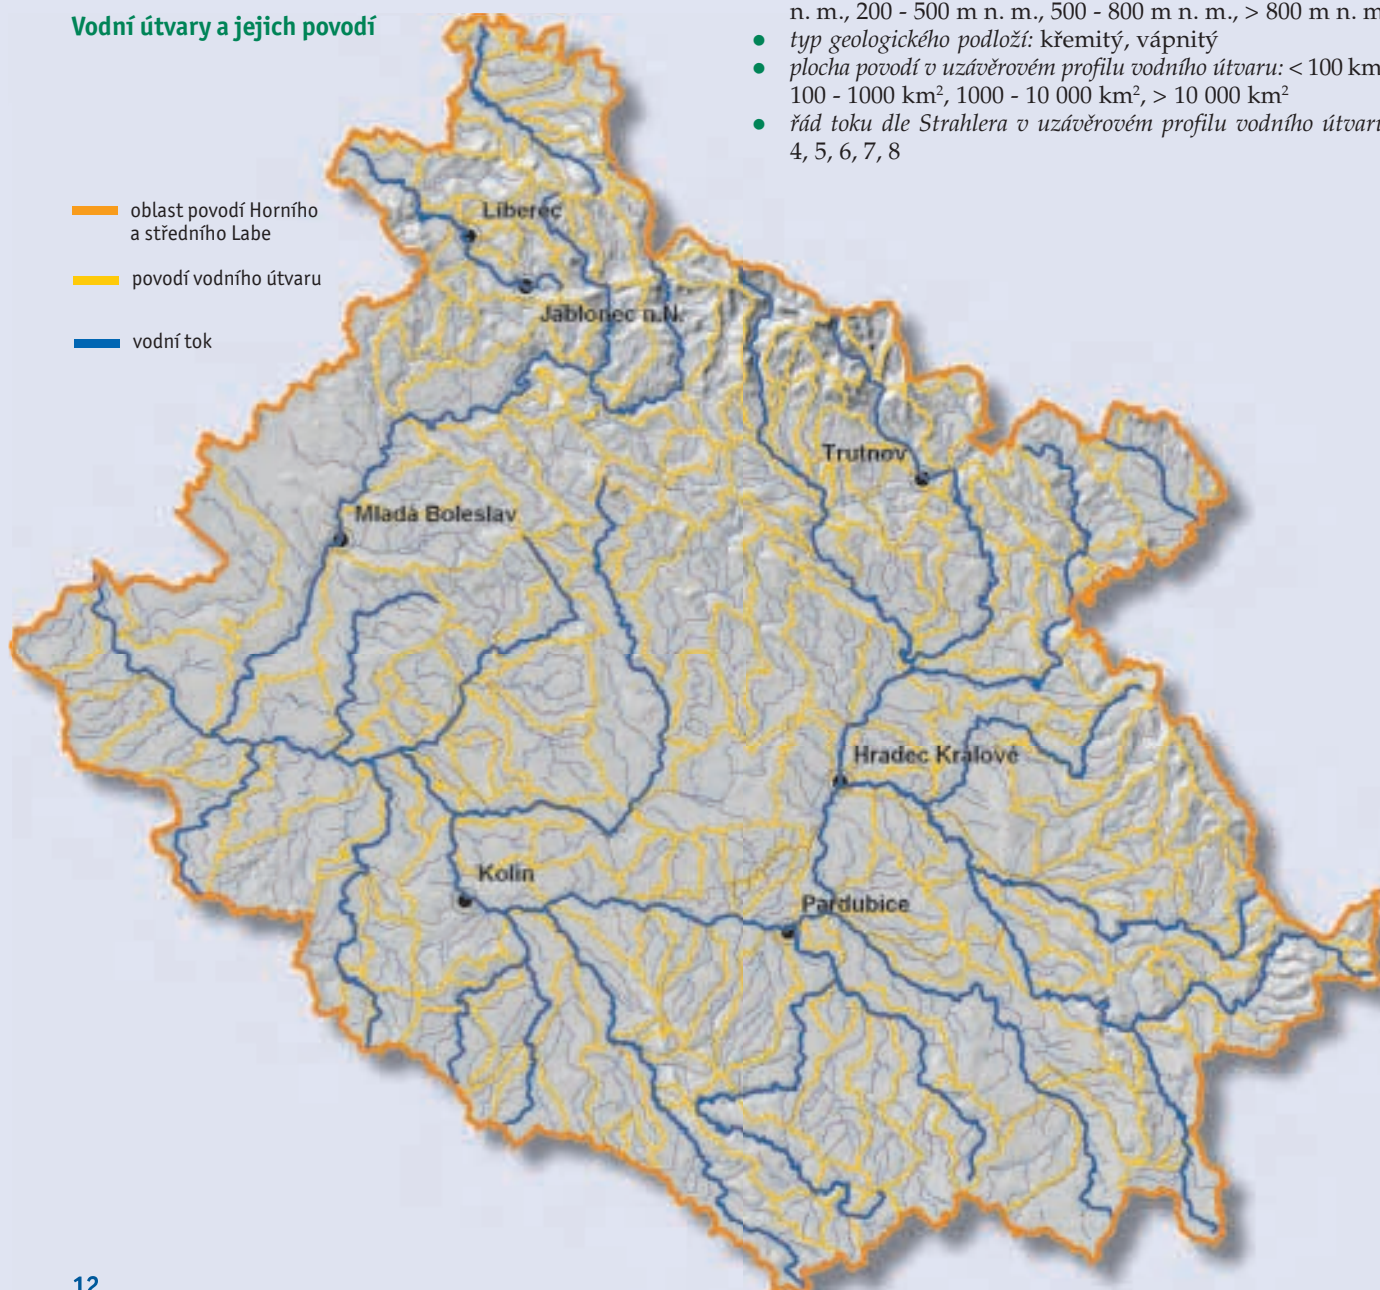 Vodní útvary a jejich povodí
n. m., 200 - 500 m n. m., 500 - 800 m n. m., > 800 m n. m
● typ geologického podloží: křemitý, vápnitý
● plocha povodí v uzávěrovém profilu vodního útvaru: < 100 km
100 - 1000 km², 1000 - 10 000 km², > 10 000 km²
● řád toku dle Strahlera v uzávěrovém profilu vodního útvaru
4, 5, 6, 7, 8
oblast povodí Horního
a středního Labe
povodí vodního útvaru
vodní tok
Liberec
Jablonec n.N.
Trutnov
Mladá Boleslav
Hradec Králové
Kolín
Pardubice
12